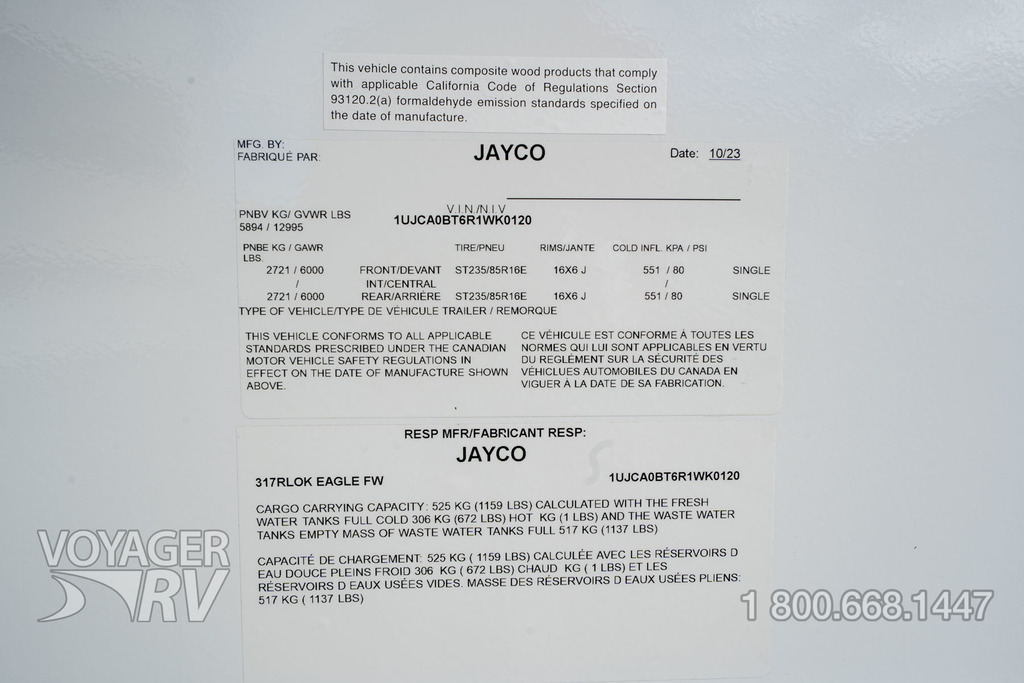 This vehicle contains composite wood products that comply
with applicable California Code of Regulations Section
93120.2(a) formaldehyde emission standards specified on
the date of manufacture.
MFG. BY:
FABRIQUÉ PAR:
JAYCO
Date: 10/23
V.I.N./N.I.V
1UJCA0BT6R1WK0120
PNBV KG/ GVWR LBS
5894 / 12995
PNBE KG / GAWR TIRE/PNEU RIMS/JANTE COLD INFL. KPA / PSI
LBS.
2721 / 6000 FRONT/DEVANT ST235/85R16E 16X6 J 551 / 80 SINGLE
/ INT/CENTRAL /
2721 / 6000 REAR/ARRIÈRE ST235/85R16E 16X6 J 551 / 80 SINGLE
TYPE OF VEHICLE/TYPE DE VÉHICULE TRAILER / REMORQUE
THIS VEHICLE CONFORMS TO ALL APPLICABLE
STANDARDS PRESCRIBED UNDER THE CANADIAN
MOTOR VEHICLE SAFETY REGULATIONS IN
EFFECT ON THE DATE OF MANUFACTURE SHOWN
ABOVE.
CE VÉHICULE EST CONFORME À TOUTES LES
NORMES QUI LUI SONT APPLICABLES EN VERTU
DU REGLÉMENT SUR LA SÉCURITÉ DES
VÉHICLUES AUTOMOBILES DU CANADA EN
VIGUER À LA DATE DE SA FABRICATION.
RESP MFR/FABRICANT RESP:
JAYCO
317RLOK EAGLE FW 1UJCA0BT6R1WK0120
CARGO CARRYING CAPACITY: 525 KG (1159 LBS) CALCULATED WITH THE FRESH
WATER TANKS FULL COLD 306 KG (672 LBS) HOT KG (1 LBS) AND THE WASTE WATER
TANKS EMPTY MASS OF WASTE WATER TANKS FULL 517 KG (1137 LBS)
CAPACITÉ DE CHARGEMENT: 525 KG ( 1159 LBS) CALCULÉE AVEC LES RÉSERVOIRS D
EAU DOUCE PLEINS FROID 306 KG ( 672 LBS) CHAUD KG ( 1 LBS) ET LES
RÉSERVOIRS D EAUX USÉES VIDES. MASSE DES RÉSERVOIRS D EAUX USÉES PLIENS:
517 KG ( 1137 LBS)
VOYAGER
RV
1 800.668.1447